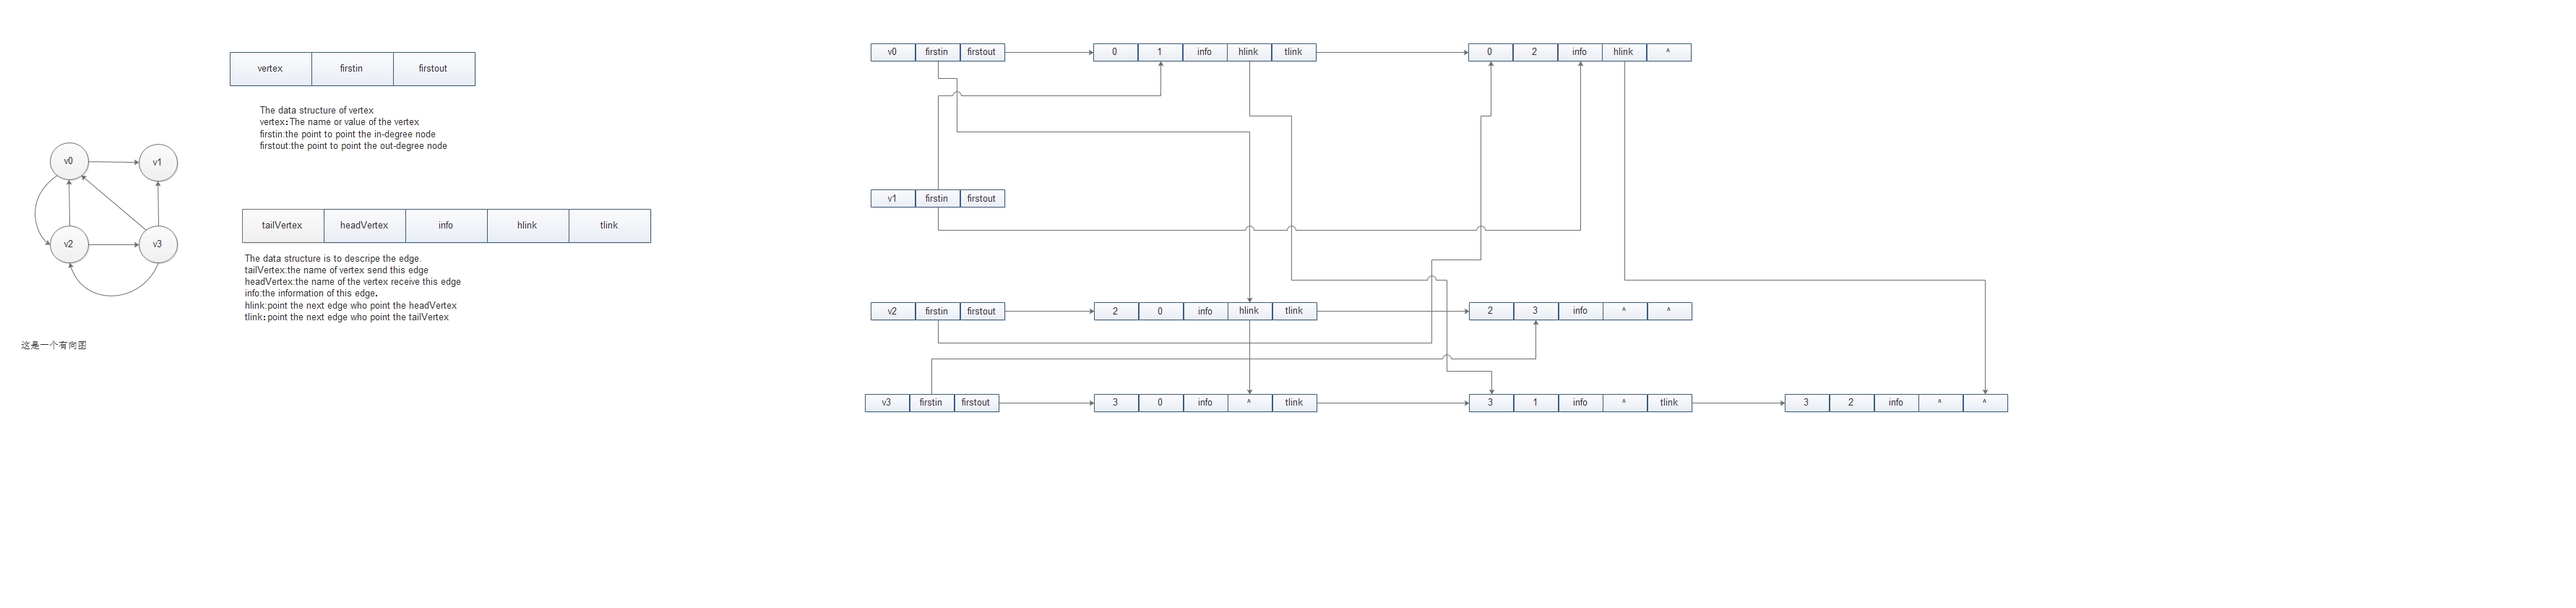 vertex firstin firstout
The data structure of vertex
vertex:The name or value of the vertex
firstin:the point to point the in-degree node
firstout:the point to point the out-degree node
v0 v1
v2 v3
这是一个有向图
tailVertex headVertex info hlink tlink
The data structure is to descripe the edge.
tailVertex:the name of vertex send this edge
headVertex:the name of the vertex receive this edge
info:the information of this edge.
hlink:point the next edge who point the headVertex
tlink: point the next edge who point the tailVertex
v0 firstin firstout 0 1 info hlink tlink 0 2 info hlink ^
v1 firstin firstout
v2 firstin firstout 2 0 info hlink tlink 2 3 info ^ ^
v3 firstin firstout 3 0 info ^ tlink 3 1 info ^ tlink 3 2 info ^ ^